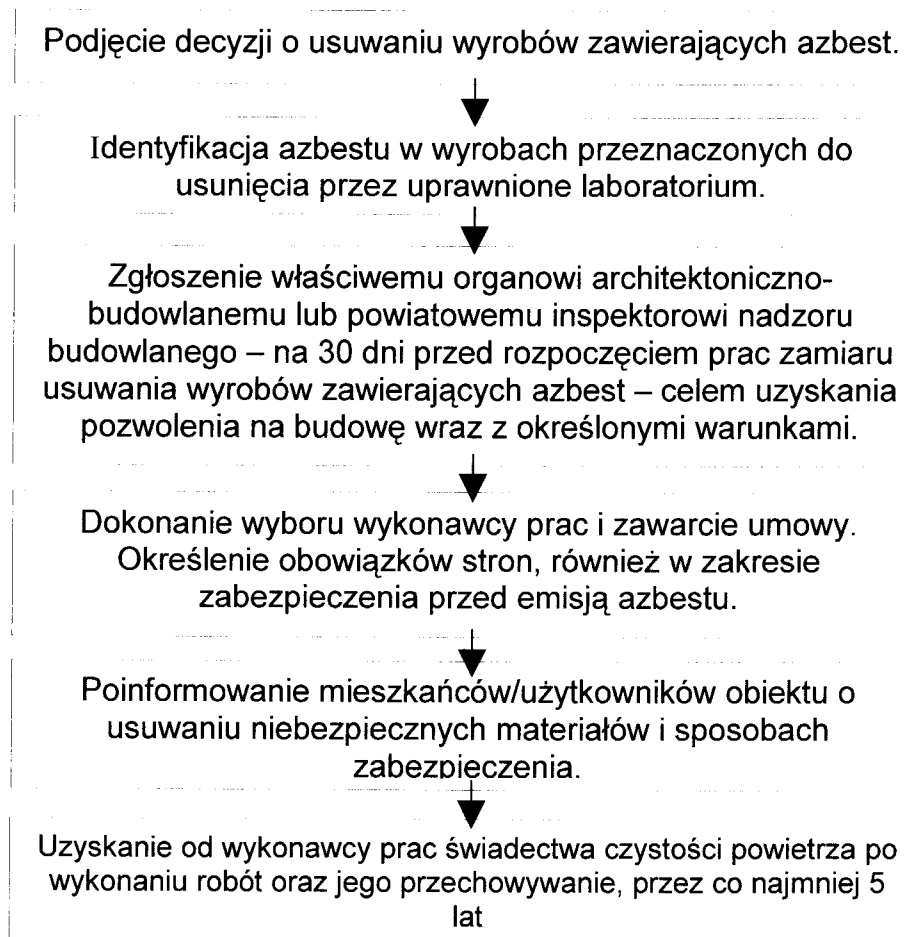 Podjęcie decyzji o usuwaniu wyrobów zawierających azbest.
Identyfikacja azbestu w wyrobach przeznaczonych do
usunięcia przez uprawnione laboratorium.
Zgłoszenie właściwemu organowi architektoniczno-
budowlanemu lub powiatowemu inspektorowi nadzoru
budowlanego – na 30 dni przed rozpoczęciem prac zamiaru
usuwania wyrobów zawierających azbest – celem uzyskania
pozwolenia na budowę wraz z określonymi warunkami.
Dokonanie wyboru wykonawcy prac i zawarcie umowy.
Określenie obowiązków stron, również w zakresie
zabezpieczenia przed emisją azbestu.
Poinformowanie mieszkańców/użytkowników obiektu o
usuwaniu niebezpiecznych materiałów i sposobach
zabezpieczenia.
Uzyskanie od wykonawcy prac świadectwa czystości powietrza po
wykonaniu robót oraz jego przechowywanie, przez co najmniej 5
lat